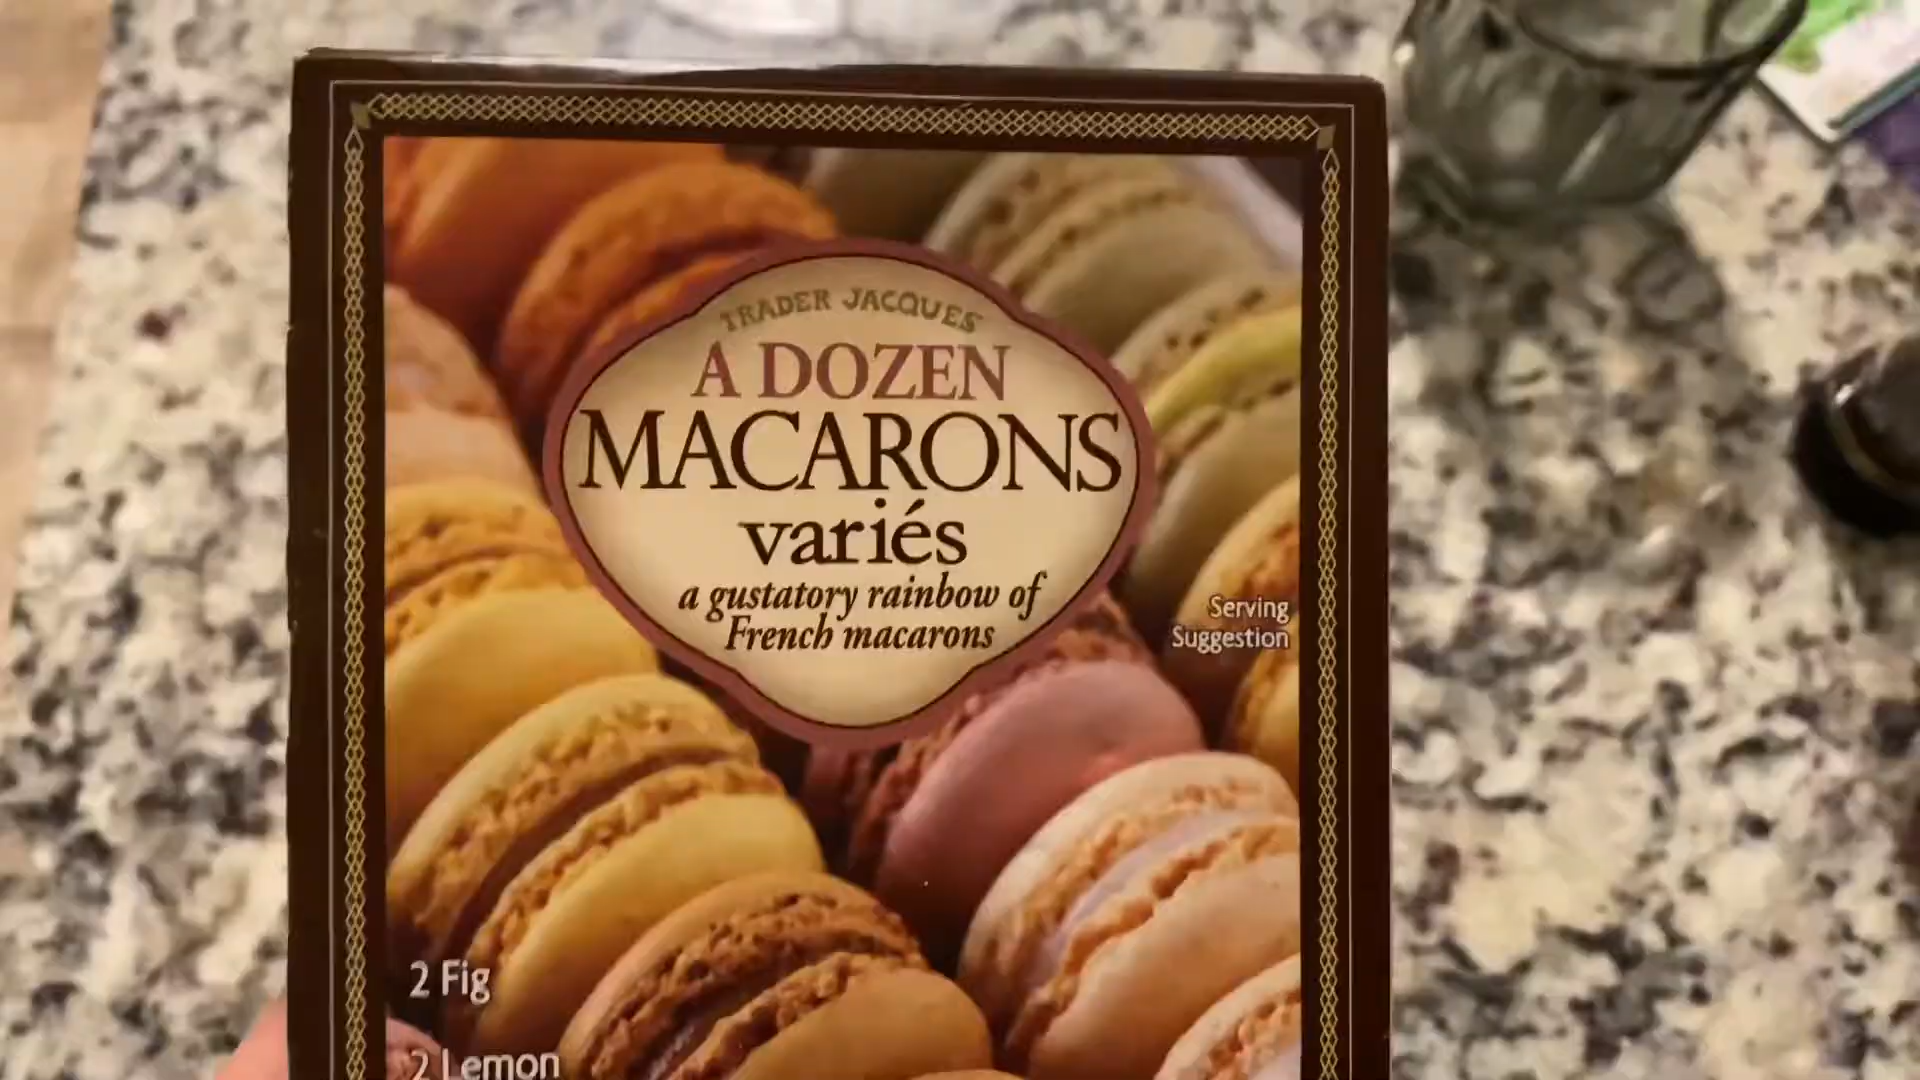 TRADER JACQUES
A DOZEN
MACARONS
variés
a gustatory rainbow of
French macarons
Serving
Suggestion
2 Fig
2 Lemon